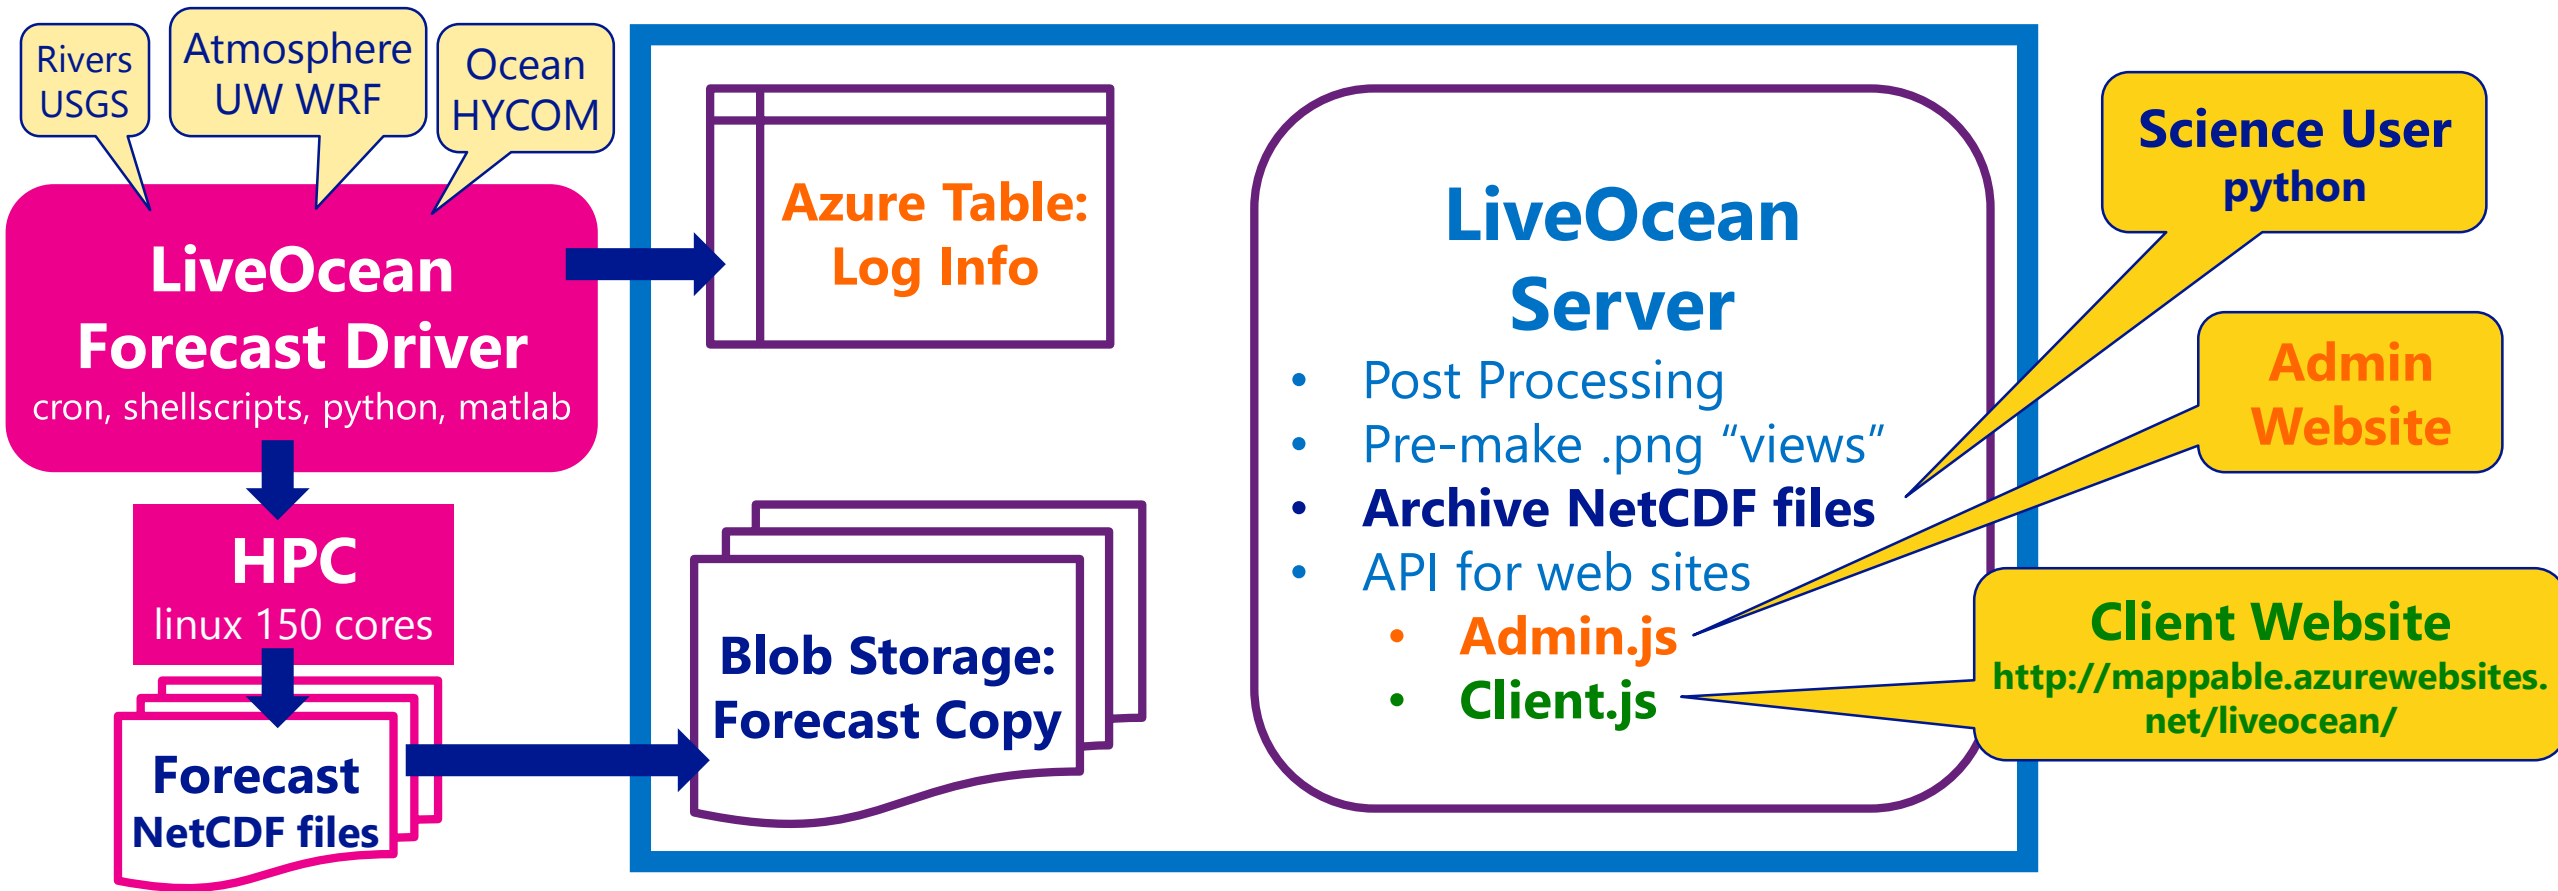 Rivers
USGS
Atmosphere
UW WRF
Ocean
HYCOM
LiveOcean
Forecast Driver
cron, shellscripts, python, matlab
HPC
linux 150 cores
Forecast
NetCDF files
Azure Table:
Log Info
Blob Storage:
Forecast Copy
LiveOcean
Server
• Post Processing
• Pre-make .png “views”
• Archive NetCDF files
• API for web sites
• Admin.js
• Client.js
Science User
python
Admin
Website
Client Website
http://mappable.azurewebsites.
net/liveocean/